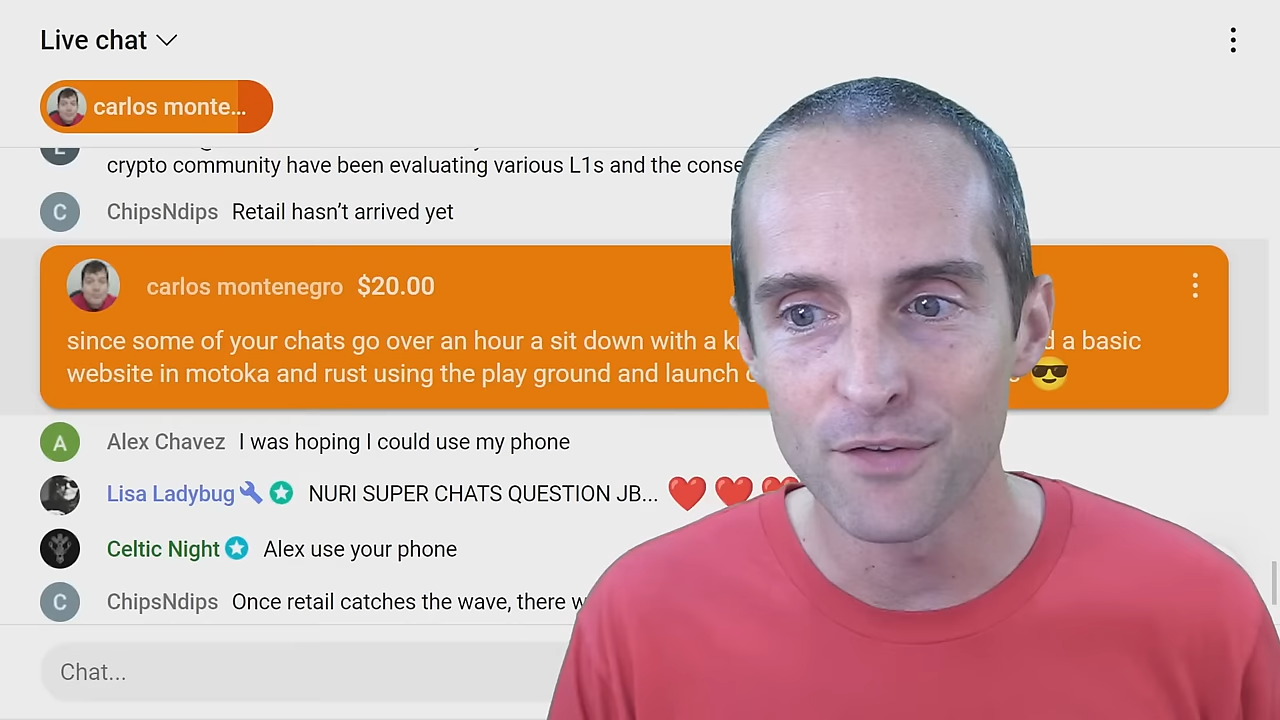 Live chat
carlos monte...
crypto community have been evaluating various L1s and the
C ChipsNdips Retail hasn't arrived yet
carlos montenegro $20.00
since some of your chats go over an hour a sit down with a
a basic
website in motoka and rust using the play ground and launch
😎
A Alex Chavez I was hoping I could use my phone
Lisa Ladybug NURI SUPER CHATS QUESTION JB... ❤️❤️❤️
Celtic Night Alex use your phone
C ChipsNdips Once retail catches the wave, there
Chat...